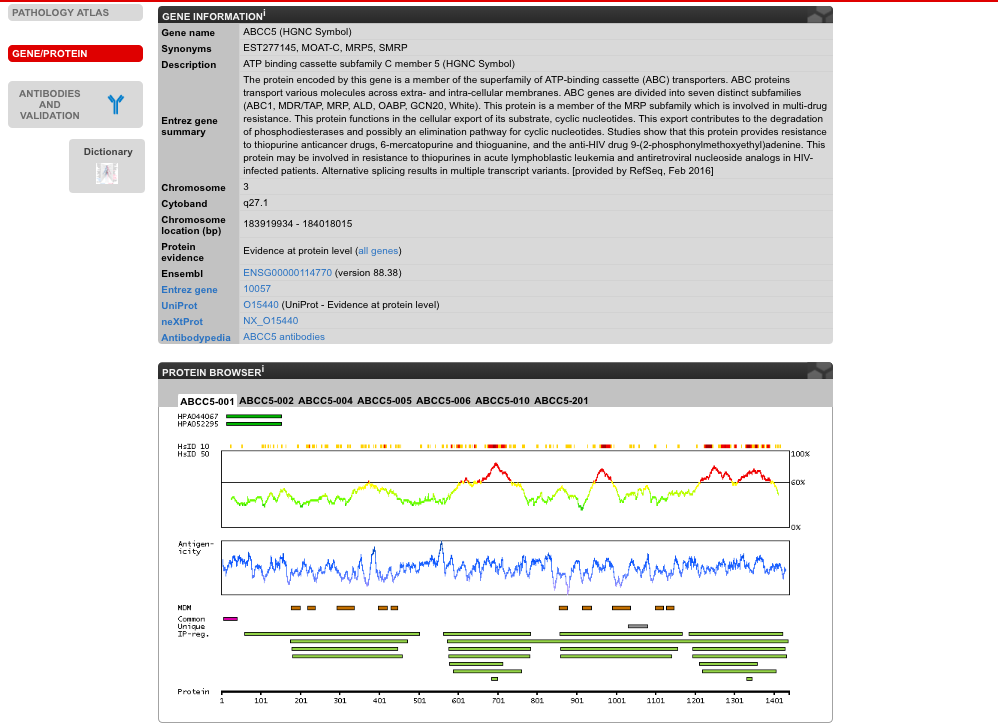 PATHOLOGY ATLAS
GENE/PROTEIN
ANTIBODIES
AND
VALIDATION
Dictionary
GENE INFORMATIONi
Gene name ABCC5 (HGNC Symbol)
Synonyms EST277145, MOAT-C, MRP5, SMRP
Description ATP binding cassette subfamily C member 5 (HGNC Symbol)
Entrez gene
summary
The protein encoded by this gene is a member of the superfamily of ATP-binding cassette (ABC) transporters. ABC proteins
transport various molecules across extra- and intra-cellular membranes. ABC genes are divided into seven distinct subfamilies
(ABC1, MDR/TAP, MRP, ALD, OABP, GCN20, White). This protein is a member of the MRP subfamily which is involved in multi-drug
resistance. This protein functions in the cellular export of its substrate, cyclic nucleotides. This export contributes to the degradation
of phosphodiesterases and possibly an elimination pathway for cyclic nucleotides. Studies show that this protein provides resistance
to thiopurine anticancer drugs, 6-mercatopurine and thioguanine, and the anti-HIV drug 9-(2-phosphonylmethoxyethyl)adenine. This
protein may be involved in resistance to thiopurines in acute lymphoblastic leukemia and antiretroviral nucleoside analogs in HIV-
infected patients. Alternative splicing results in multiple transcript variants. [provided by RefSeq, Feb 2016]
Chromosome 3
Cytoband q27.1
Chromosome
location (bp)
183919934 - 184018015
Protein
evidence
Evidence at protein level (all genes)
Ensembl ENSG00000114770 (version 88.38)
Entrez gene 10057
UniProt O15440 (UniProt - Evidence at protein level)
neXtProt NX_O15440
Antibodypedia ABCC5 antibodies
PROTEIN BROWSERi
ABCC5-001 ABCC5-002 ABCC5-004 ABCC5-005 ABCC5-006 ABCC5-010 ABCC5-201
HPA044067
HPA052295
HsID 10
HsID 50
100%
60%
0%
Antigen-
icity
MDM
Common
Unique
IP-reg.
Protein
1 101 201 301 401 501 601 701 801 901 1001 1101 1201 1301 1401